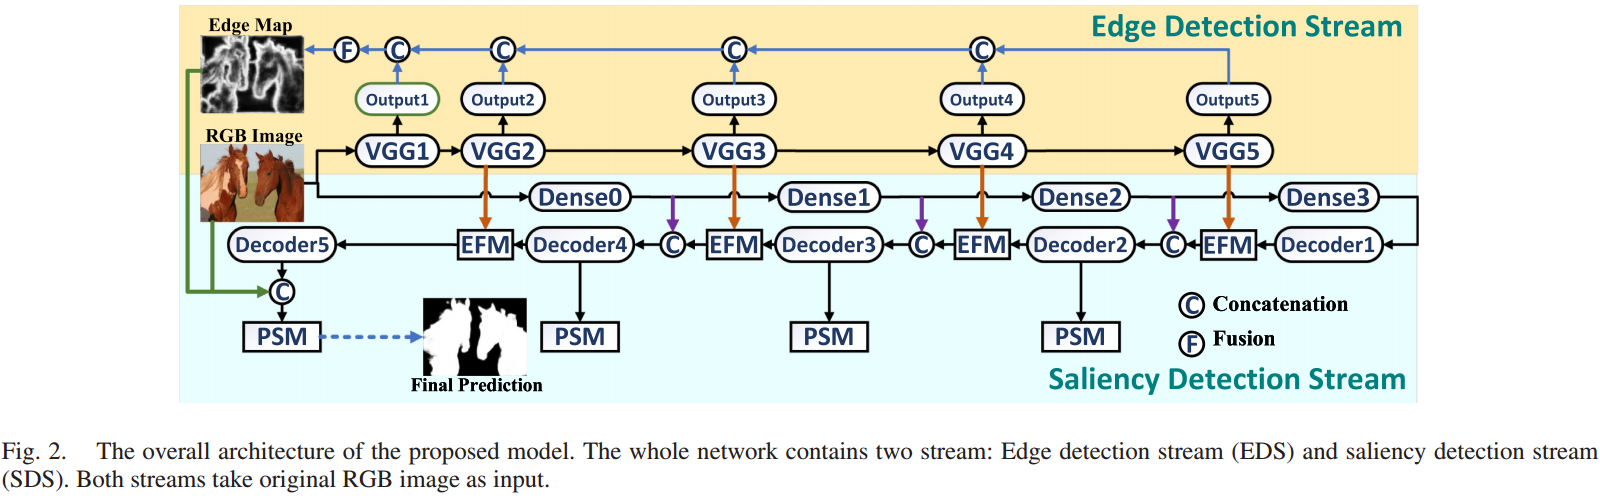 Edge Map
Edge Detection Stream
F C C C C
Output1 Output2 Output3 Output4 Output5
RGB Image
VGG1 VGG2 VGG3 VGG4 VGG5
Dense0 Dense1 Dense2 Dense3
Decoder5 EFM Decoder4 C EFM Decoder3 C EFM Decoder2 C EFM Decoder1
C
C Concatenation
PSM PSM PSM PSM
F Fusion
Final Prediction
Saliency Detection Stream
Fig. 2. The overall architecture of the proposed model. The whole network contains two stream: Edge detection stream (EDS) and saliency detection stream
(SDS). Both streams take original RGB image as input.